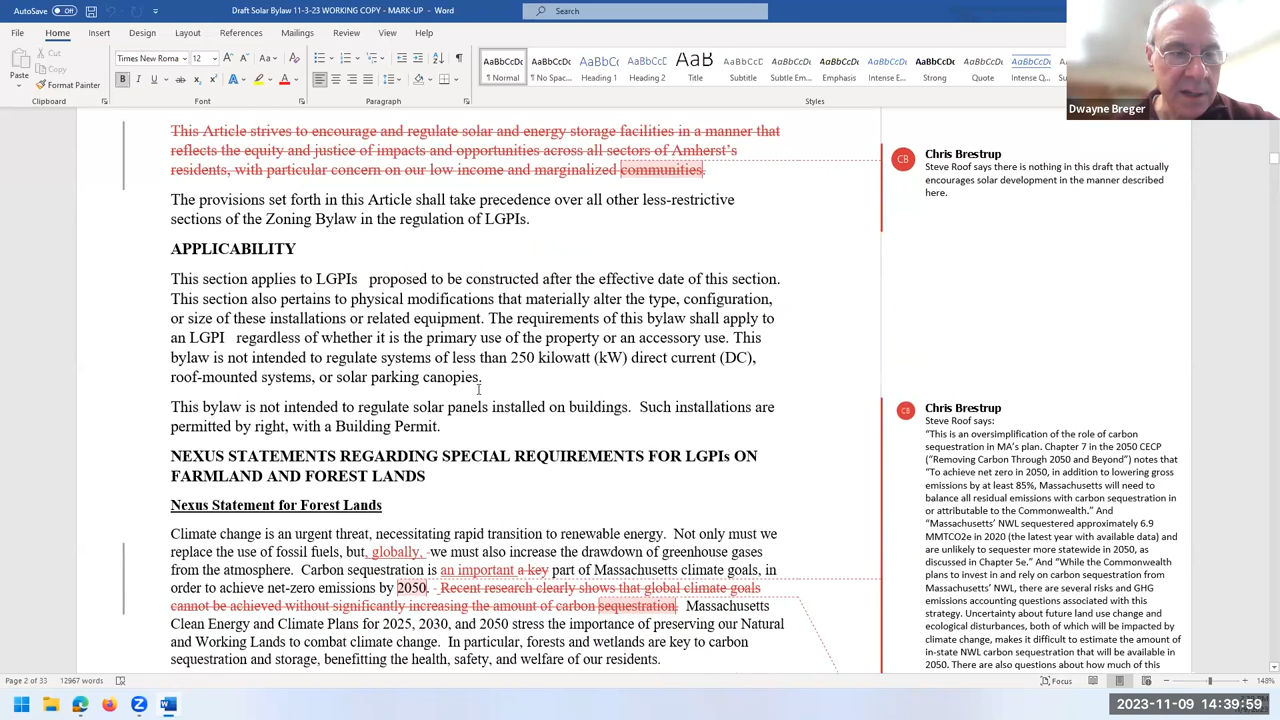 AutoSave Off
Draft Solar Bylaw 11-3-23 WORKING COPY - MARK-UP - Word
Search
File Home Insert Design Layout References Mailings Review View Help
Paste
Cut
Copy
Format Painter
Clipboard
Times New Roma 12
Font
Paragraph
AaBbCcDc AaBbCcDc AaBbC AaBbCc AaB AaBbCcD AaBbCcDc AaBbCcDc AaBbCcDc AaBbCcDc AaBbCcDc AaBbCcDc
¶ Normal ¶ No Spac... Heading 1 Heading 2 Title Subtitle Subtle Em... Emphasis Intense E... Strong Quote Intense Q...
Styles
Dwayne Breger
This Article strives to encourage and regulate solar and energy storage facilities in a manner that
reflects the equity and justice of impacts and opportunities across all sectors of Amherst's
residents, with particular concern on our low income and marginalized communities.
The provisions set forth in this Article shall take precedence over all other less-restrictive
sections of the Zoning Bylaw in the regulation of LGPIs.
APPLICABILITY
This section applies to LGPIs proposed to be constructed after the effective date of this section.
This section also pertains to physical modifications that materially alter the type, configuration,
or size of these installations or related equipment. The requirements of this bylaw shall apply to
an LGPI regardless of whether it is the primary use of the property or an accessory use. This
bylaw is not intended to regulate systems of less than 250 kilowatt (kW) direct current (DC),
roof-mounted systems, or solar parking canopies.
This bylaw is not intended to regulate solar panels installed on buildings. Such installations are
permitted by right, with a Building Permit.
NEXUS STATEMENTS REGARDING SPECIAL REQUIREMENTS FOR LGPIs ON
FARMLAND AND FOREST LANDS
Nexus Statement for Forest Lands
Climate change is an urgent threat, necessitating rapid transition to renewable energy. Not only must we
replace the use of fossil fuels, but, globally, we must also increase the drawdown of greenhouse gases
from the atmosphere. Carbon sequestration is an important a key part of Massachusetts climate goals, in
order to achieve net-zero emissions by 2050. Recent research clearly shows that global climate goals
cannot be achieved without significantly increasing the amount of carbon sequestration. Massachusetts
Clean Energy and Climate Plans for 2025, 2030, and 2050 stress the importance of preserving our Natural
and Working Lands to combat climate change. In particular, forests and wetlands are key to carbon
sequestration and storage, benefitting the health, safety, and welfare of our residents.
CB Chris Brestrup
Steve Roof says there is nothing in this draft that actually
encourages solar development in the manner described
here.
CB Chris Brestrup
Steve Roof says:
"This is an oversimplification of the role of carbon
sequestration in MA's plan. Chapter 7 in the 2050 CECP
("Removing Carbon Through 2050 and Beyond") notes that
"To achieve net zero in 2050, in addition to lowering gross
emissions by at least 85%, Massachusetts will need to
balance all residual emissions with carbon sequestration in
or attributable to the Commonwealth." And
"Massachusetts' NWL sequestered approximately 6.9
MMTCO2e in 2020 (the latest year with available data) and
are unlikely to sequester more statewide in 2050, as
discussed in Chapter 5e." And "While the Commonwealth
plans to invest in and rely on carbon sequestration from
Massachusetts' NWL, there are several risks and GHG
emissions accounting questions associated with this
strategy. Uncertainty about future land use change and
ecological disturbances, both of which will be impacted by
climate change, makes it difficult to estimate the amount of
in-state NWL carbon sequestration that will be available in
2050. There are also questions about how much of this
Page 2 of 33 12967 words
Focus
148%
2023-11-09 14:39:59